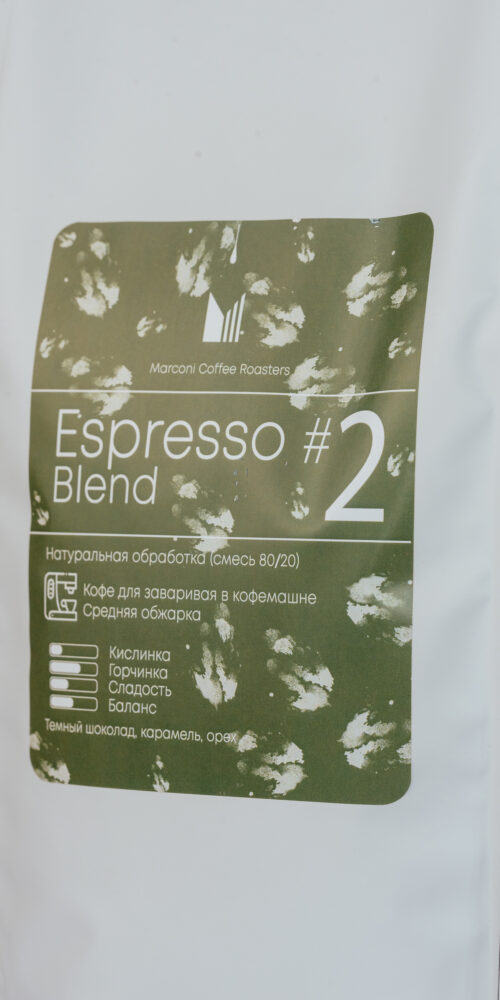 Marconi Coffee Roasters
Espresso #2
Blend
Натуральная обработка (смесь 80/20)
Кофе для заваривая в кофемашне
Средняя обжарка
Кислинка
Горчинка
Сладость
Баланс
Темный шоколад, карамель, орех